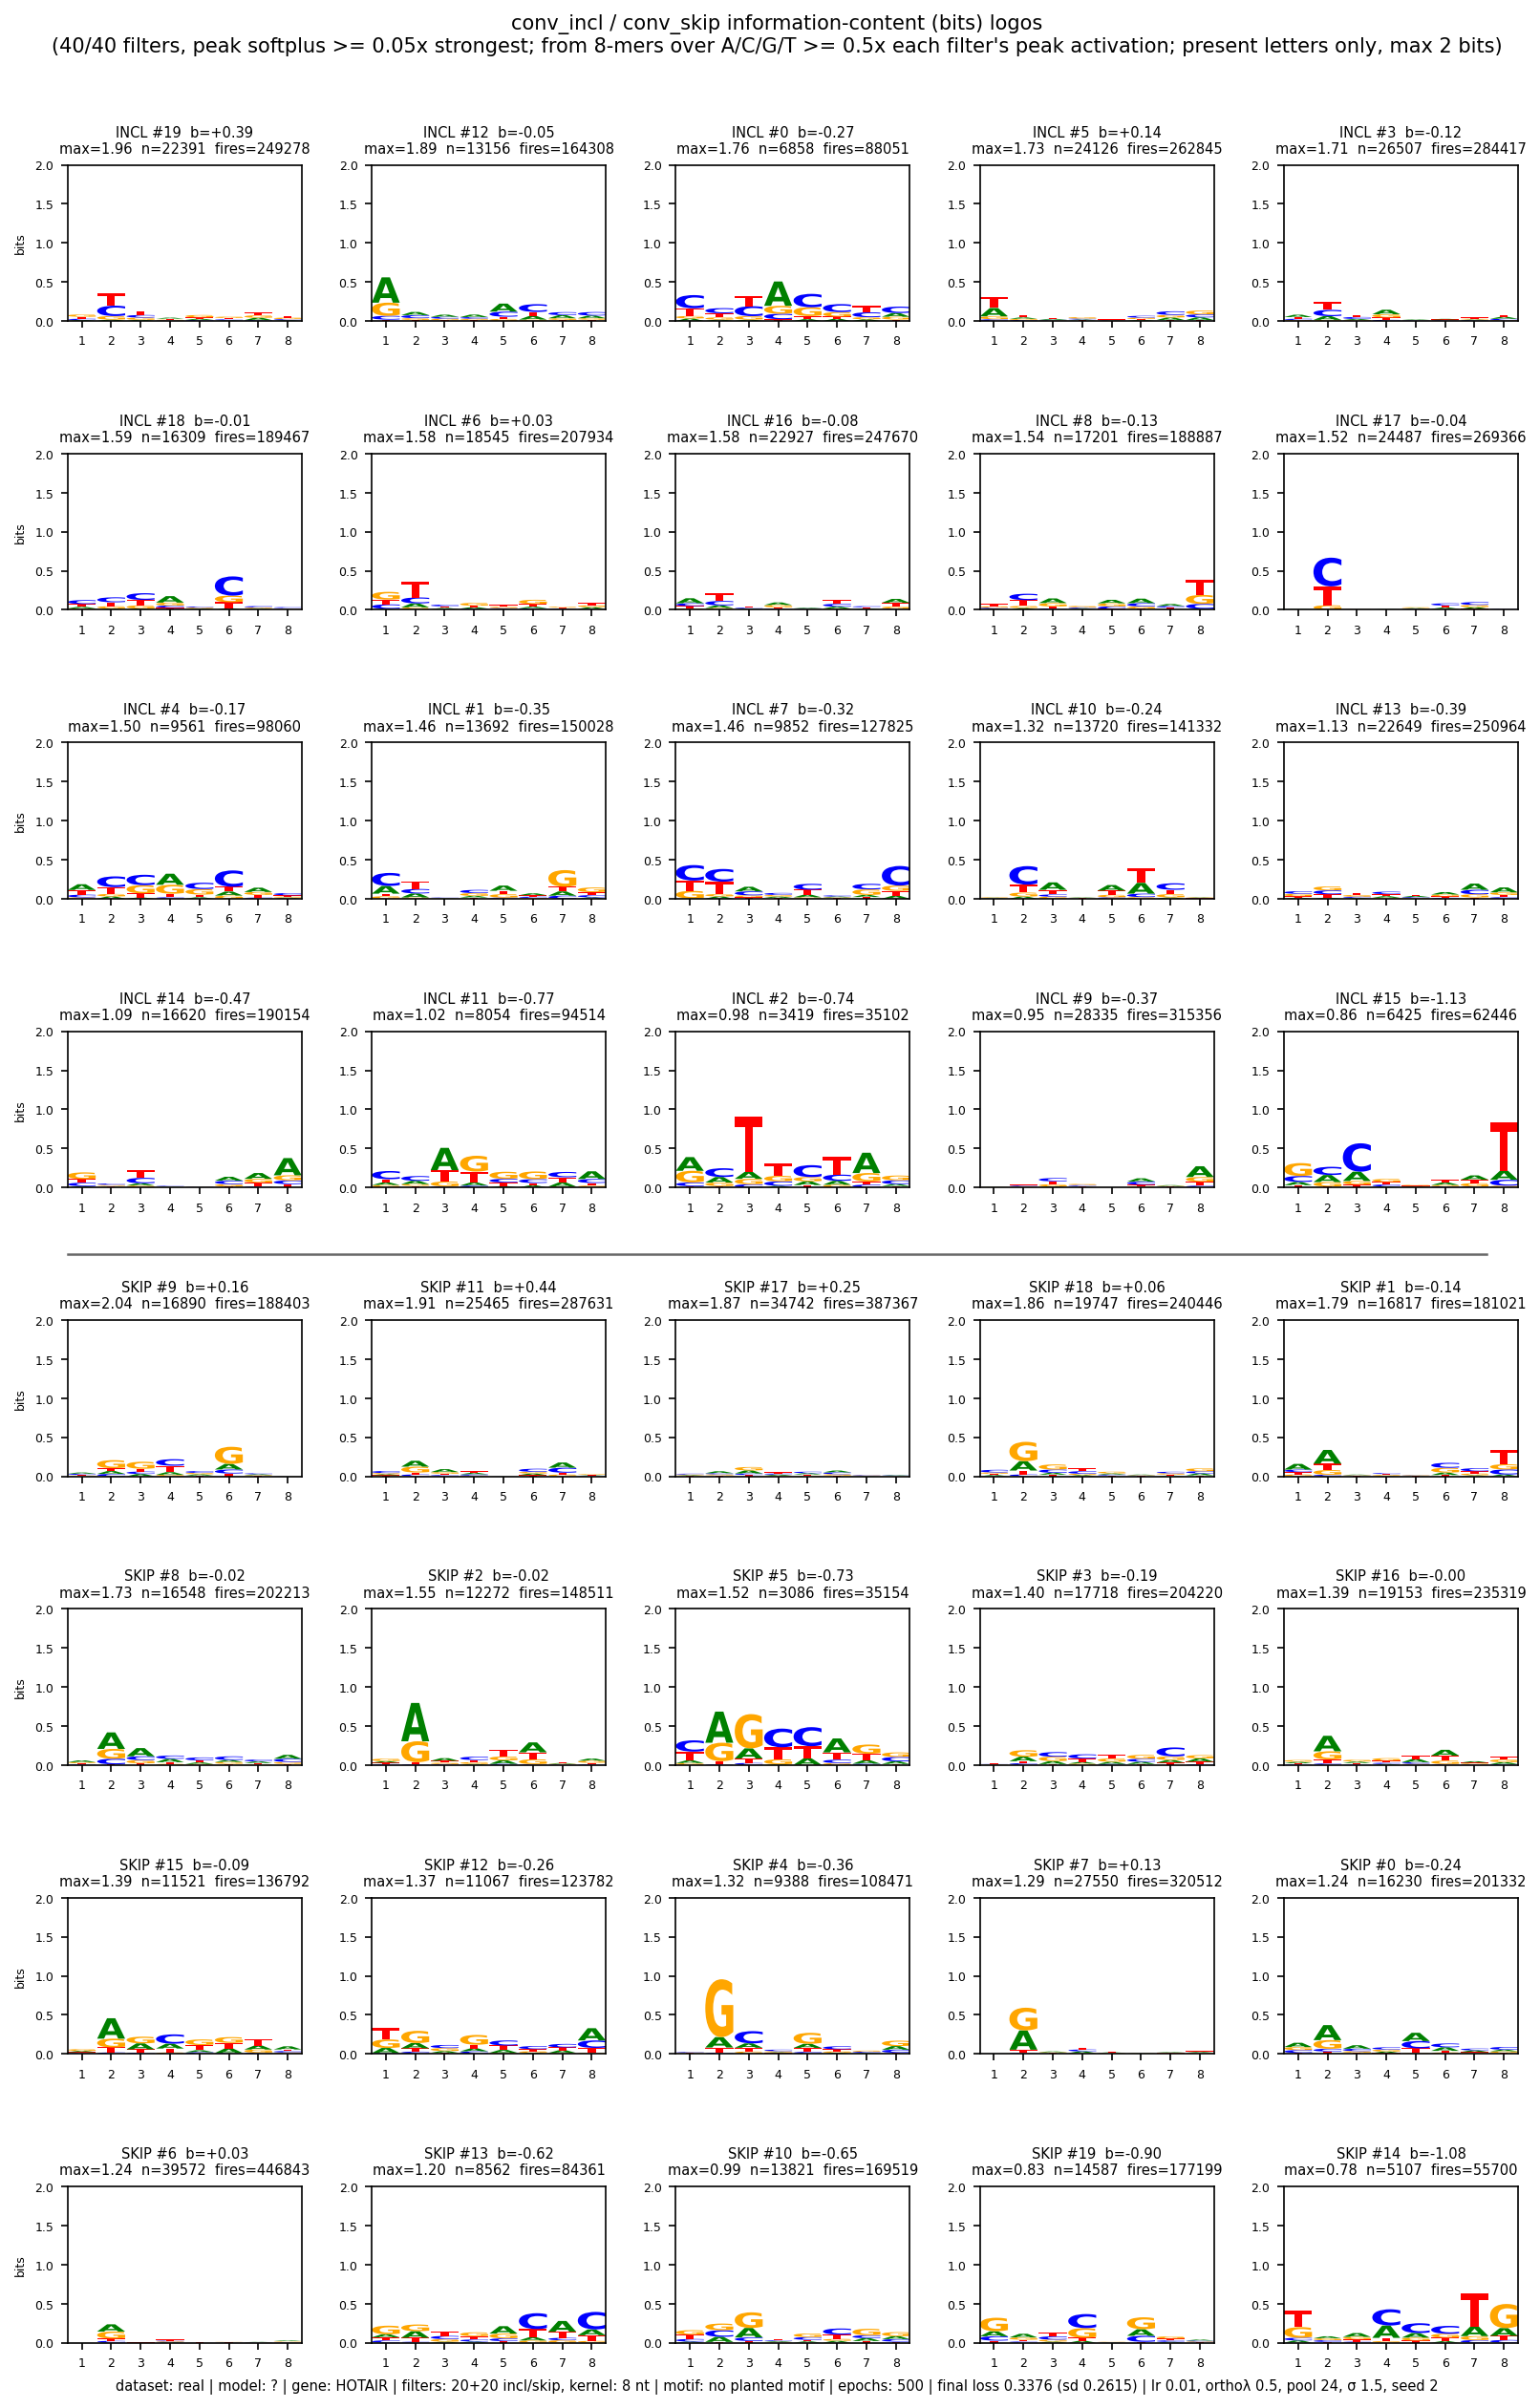 conv_incl / conv_skip information-content (bits) logos
(40/40 filters, peak softplus >= 0.05x strongest; from 8-mers over A/C/G/T >= 0.5x each filter's peak activation; present letters only, max 2 bits)
INCL #19 b=+0.39
max=1.96 n=22391 fires=249278
INCL #12 b=-0.05
max=1.89 n=13156 fires=164308
INCL #0 b=-0.27
max=1.76 n=6858 fires=88051
INCL #5 b=+0.14
max=1.73 n=24126 fires=262845
INCL #3 b=-0.12
max=1.71 n=26507 fires=284417
INCL #18 b=-0.01
max=1.59 n=16309 fires=189467
INCL #6 b=+0.03
max=1.58 n=18545 fires=207934
INCL #16 b=-0.08
max=1.58 n=22927 fires=247670
INCL #8 b=-0.13
max=1.54 n=17201 fires=188887
INCL #17 b=-0.04
max=1.52 n=24487 fires=269366
INCL #4 b=-0.17
max=1.50 n=9561 fires=98060
INCL #1 b=-0.35
max=1.46 n=13692 fires=150028
INCL #7 b=-0.32
max=1.46 n=9852 fires=127825
INCL #10 b=-0.24
max=1.32 n=13720 fires=141332
INCL #13 b=-0.39
max=1.13 n=22649 fires=250964
INCL #14 b=-0.47
max=1.09 n=16620 fires=190154
INCL #11 b=-0.77
max=1.02 n=8054 fires=94514
INCL #2 b=-0.74
max=0.98 n=3419 fires=35102
INCL #9 b=-0.37
max=0.95 n=28335 fires=315356
INCL #15 b=-1.13
max=0.86 n=6425 fires=62446
SKIP #9 b=+0.16
max=2.04 n=16890 fires=188403
SKIP #11 b=+0.44
max=1.91 n=25465 fires=287631
SKIP #17 b=+0.25
max=1.87 n=34742 fires=387367
SKIP #18 b=+0.06
max=1.86 n=19747 fires=240446
SKIP #1 b=-0.14
max=1.79 n=16817 fires=181021
SKIP #8 b=-0.02
max=1.73 n=16548 fires=202213
SKIP #2 b=-0.02
max=1.55 n=12272 fires=148511
SKIP #5 b=-0.73
max=1.52 n=3086 fires=35154
SKIP #3 b=-0.19
max=1.40 n=17718 fires=204220
SKIP #16 b=-0.00
max=1.39 n=19153 fires=235319
SKIP #15 b=-0.09
max=1.39 n=11521 fires=136792
SKIP #12 b=-0.26
max=1.37 n=11067 fires=123782
SKIP #4 b=-0.36
max=1.32 n=9388 fires=108471
SKIP #7 b=+0.13
max=1.29 n=27550 fires=320512
SKIP #0 b=-0.24
max=1.24 n=16230 fires=201332
SKIP #6 b=+0.03
max=1.24 n=39572 fires=446843
SKIP #13 b=-0.62
max=1.20 n=8562 fires=84361
SKIP #10 b=-0.65
max=0.99 n=13821 fires=169519
SKIP #19 b=-0.90
max=0.83 n=14587 fires=177199
SKIP #14 b=-1.08
max=0.78 n=5107 fires=55700
dataset: real | model: ? | gene: HOTAIR | filters: 20+20 incl/skip, kernel: 8 nt | motif: no planted motif | epochs: 500 | final loss 0.3376 (sd 0.2615) | lr 0.01, orthoλ 0.5, pool 24, σ 1.5, seed 2